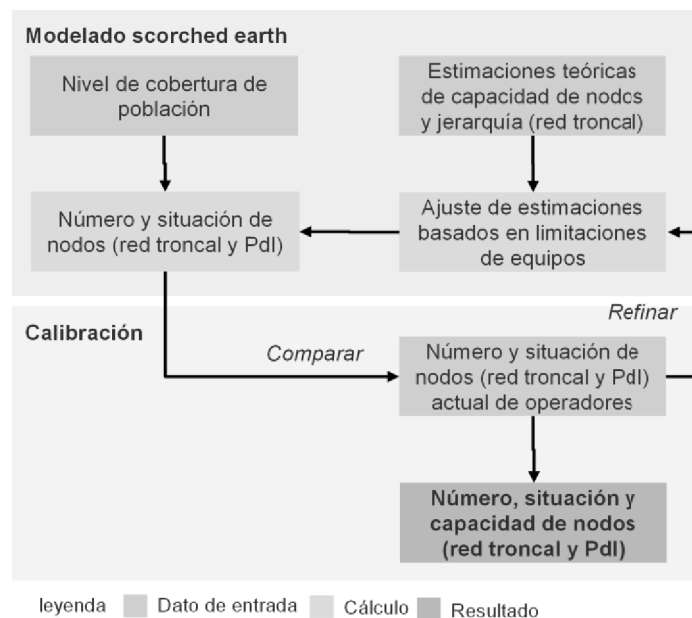 Modelado scorched earth
Nivel de cobertura de
población
Estimaciones teóricas
de capacidad de nodos
y jerarquía (red troncal)
Número y situación de
nodos (red troncal y PdI)
Ajuste de estimaciones
basados en limitaciones
de equipos
Refinar
Calibración
Comparar
Número y situación de
nodos (red troncal y PdI)
actual de operadores
Número, situación y
capacidad de nodos
(red troncal y PdI)
leyenda Dato de entrada Cálculo Resultado